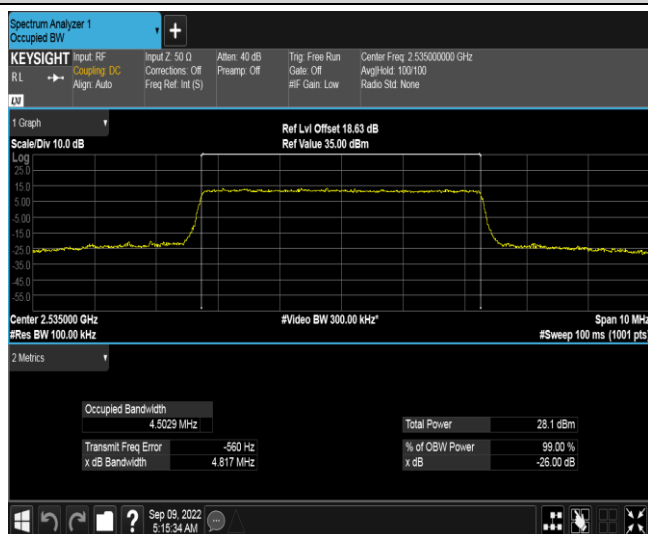 Spectrum Analyzer 1
Occupied BW
KEYSIGHT
R L
LXI
Input: RF
Coupling: DC
Align: Auto
Input Z: 50 Ω
Corrections: Off
Freq Ref: Int (S)
Atten: 40 dB
Preamp: Off
Trig: Free Run
Gate: Off
#IF Gain: Low
Center Freq: 2.535000000 GHz
Avg|Hold: 100/100
Radio Std: None
1 Graph
Scale/Div 10.0 dB
Ref Lvl Offset 18.63 dB
Ref Value 35.00 dBm
Log
25.0
15.0
5.00
-5.00
-15.0
-25.0
-35.0
-45.0
-55.0
Center 2.535000 GHz
#Res BW 100.00 kHz
#Video BW 300.00 kHz*
Span 10 MHz
#Sweep 100 ms (1001 pts)
2 Metrics
Occupied Bandwidth
4.5029 MHz
Transmit Freq Error -560 Hz
x dB Bandwidth 4.817 MHz
Total Power 28.1 dBm
% of OBW Power 99.00 %
x dB -26.00 dB
?
Sep 09, 2022
5:15:34 AM